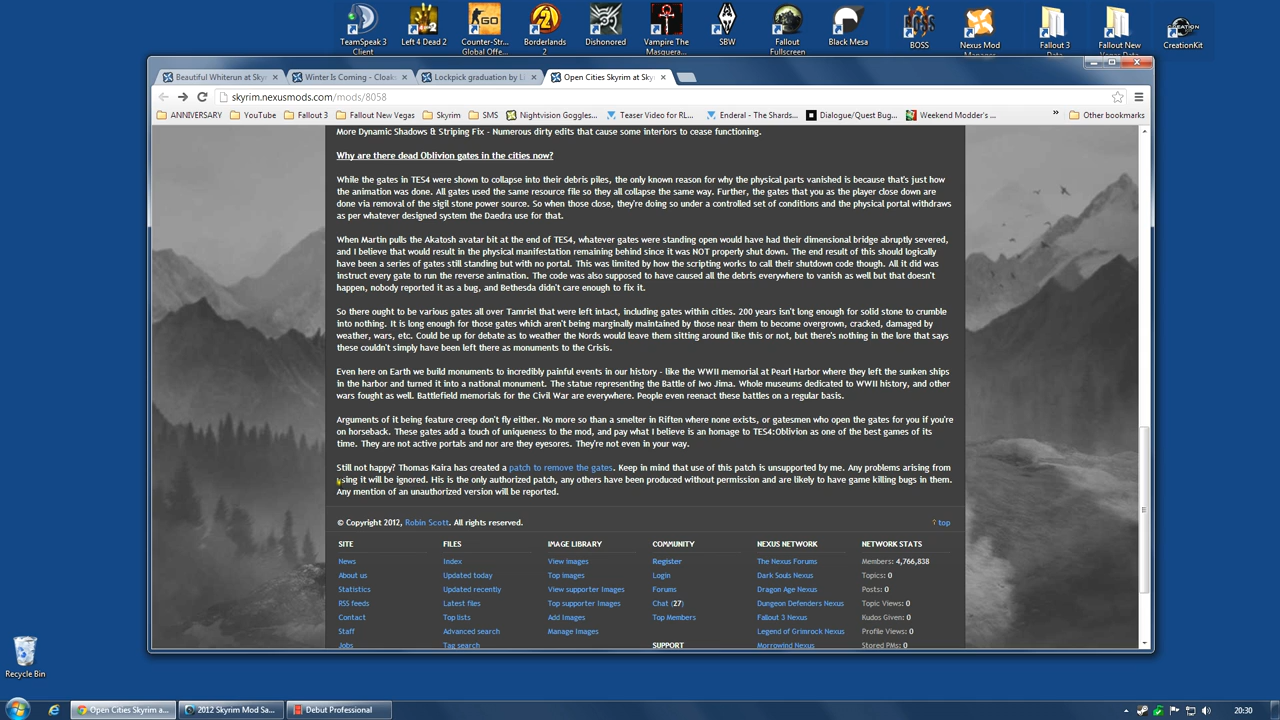 TeamSpeak 3 Client
Left 4 Dead 2
Counter-Str... Global Offe...
Borderlands 2
Dishonored
Vampire The Masquera...
SBW
Fallout Fullscreen
Black Mesa
BOSS
Nexus Mod Manager
Fallout 3 Data
Fallout New Vegas Data
CreationKit
Beautiful Whiterun at Sky
Winter Is Coming - Cloak
Lockpick graduation by Li
Open Cities Skyrim at Sky
skyrim.nexusmods.com/mods/8058
ANNIVERSARY
YouTube
Fallout 3
Fallout New Vegas
Skyrim
SMS
Nightvision Goggles...
Teaser Video for RL...
Enderal - The Shards...
Dialogue/Quest Bug...
Weekend Modder's ...
Other bookmarks
More Dynamic Shadows & Striping Fix - Numerous dirty edits that cause some interiors to cease functioning.
Why are there dead Oblivion gates in the cities now?
While the gates in TES4 were shown to collapse into their debris piles, the only known reason for why the physical parts vanished is because that's just how
the animation was done. All gates used the same resource file so they all collapse the same way. Further, the gates that you as the player close down are
done via removal of the sigil stone power source. So when those close, they're doing so under a controlled set of conditions and the physical portal withdraws
as per whatever designed system the Daedra use for that.
When Martin pulls the Akatosh avatar bit at the end of TES4, whatever gates were standing open would have had their dimensional bridge abruptly severed,
and I believe that would result in the physical manifestation remaining behind since it was NOT properly shut down. The end result of this should logically
have been a series of gates still standing but with no portal. This was limited by how the scripting works to call their shutdown code though. All it did was
instruct every gate to run the reverse animation. The code was also supposed to have caused all the debris everywhere to vanish as well but that doesn't
happen, nobody reported it as a bug, and Bethesda didn't care enough to fix it.
So there ought to be various gates all over Tamriel that were left intact, including gates within cities. 200 years isn't long enough for solid stone to crumble
into nothing. It is long enough for those gates which aren't being marginally maintained by those near them to become overgrown, cracked, damaged by
weather, wars, etc. Could be up for debate as to weather the Nords would leave them sitting around like this or not, but there's nothing in the lore that says
these couldn't simply have been left there as monuments to the Crisis.
Even here on Earth we build monuments to incredibly painful events in our history - like the WWII memorial at Pearl Harbor where they left the sunken ships
in the harbor and turned it into a national monument. The statue representing the Battle of Iwo Jima. Whole museums dedicated to WWII history, and other
wars fought as well. Battlefield memorials for the Civil War are everywhere. People even reenact these battles on a regular basis.
Arguments of it being feature creep don't fly either. No more so than a smelter in Riften where none exists, or gatesmen who open the gates for you if you're
on horseback. These gates add a touch of uniqueness to the mod, and pay what I believe is an homage to TES4:Oblivion as one of the best games of its
time. They are not active portals and nor are they eyesores. They're not even in your way.
Still not happy? Thomas Kaira has created a patch to remove the gates. Keep in mind that use of this patch is unsupported by me. Any problems arising from
using it will be ignored. His is the only authorized patch, any others have been produced without permission and are likely to have game killing bugs in them.
Any mention of an unauthorized version will be reported.
© Copyright 2012, Robin Scott. All rights reserved.
top
SITE FILES IMAGE LIBRARY COMMUNITY NEXUS NETWORK NETWORK STATS
News Index View images Register The Nexus Forums Members: 4,766,838
About us Updated today Top images Login Dark Souls Nexus Topics: 0
Statistics Updated recently View supporter Images Forums Dragon Age Nexus Posts: 0
RSS feeds Latest files Top supporter Images Chat (27) Dungeon Defenders Nexus Topic Views: 0
Contact Top lists Add Images Top Members Fallout 3 Nexus Kudos Given: 0
Staff Advanced search Manage Images Legend of Grimrock Nexus Profile Views: 0
Jobs Tag search SUPPORT Morrowind Nexus Stored PMs: 0
Recycle Bin
Open Cities Skyrim a...
2012 Skyrim Mod Sa...
Debut Professional
20:30